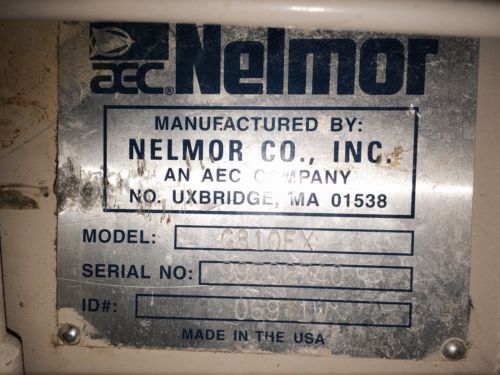 AEC® Nelmor
MANUFACTURED BY:
NELMOR CO., INC.
AN AEC COMPANY
NO. UXBRIDGE, MA 01538
MODEL: G810FX
SERIAL NO:
ID#:
MADE IN THE USA